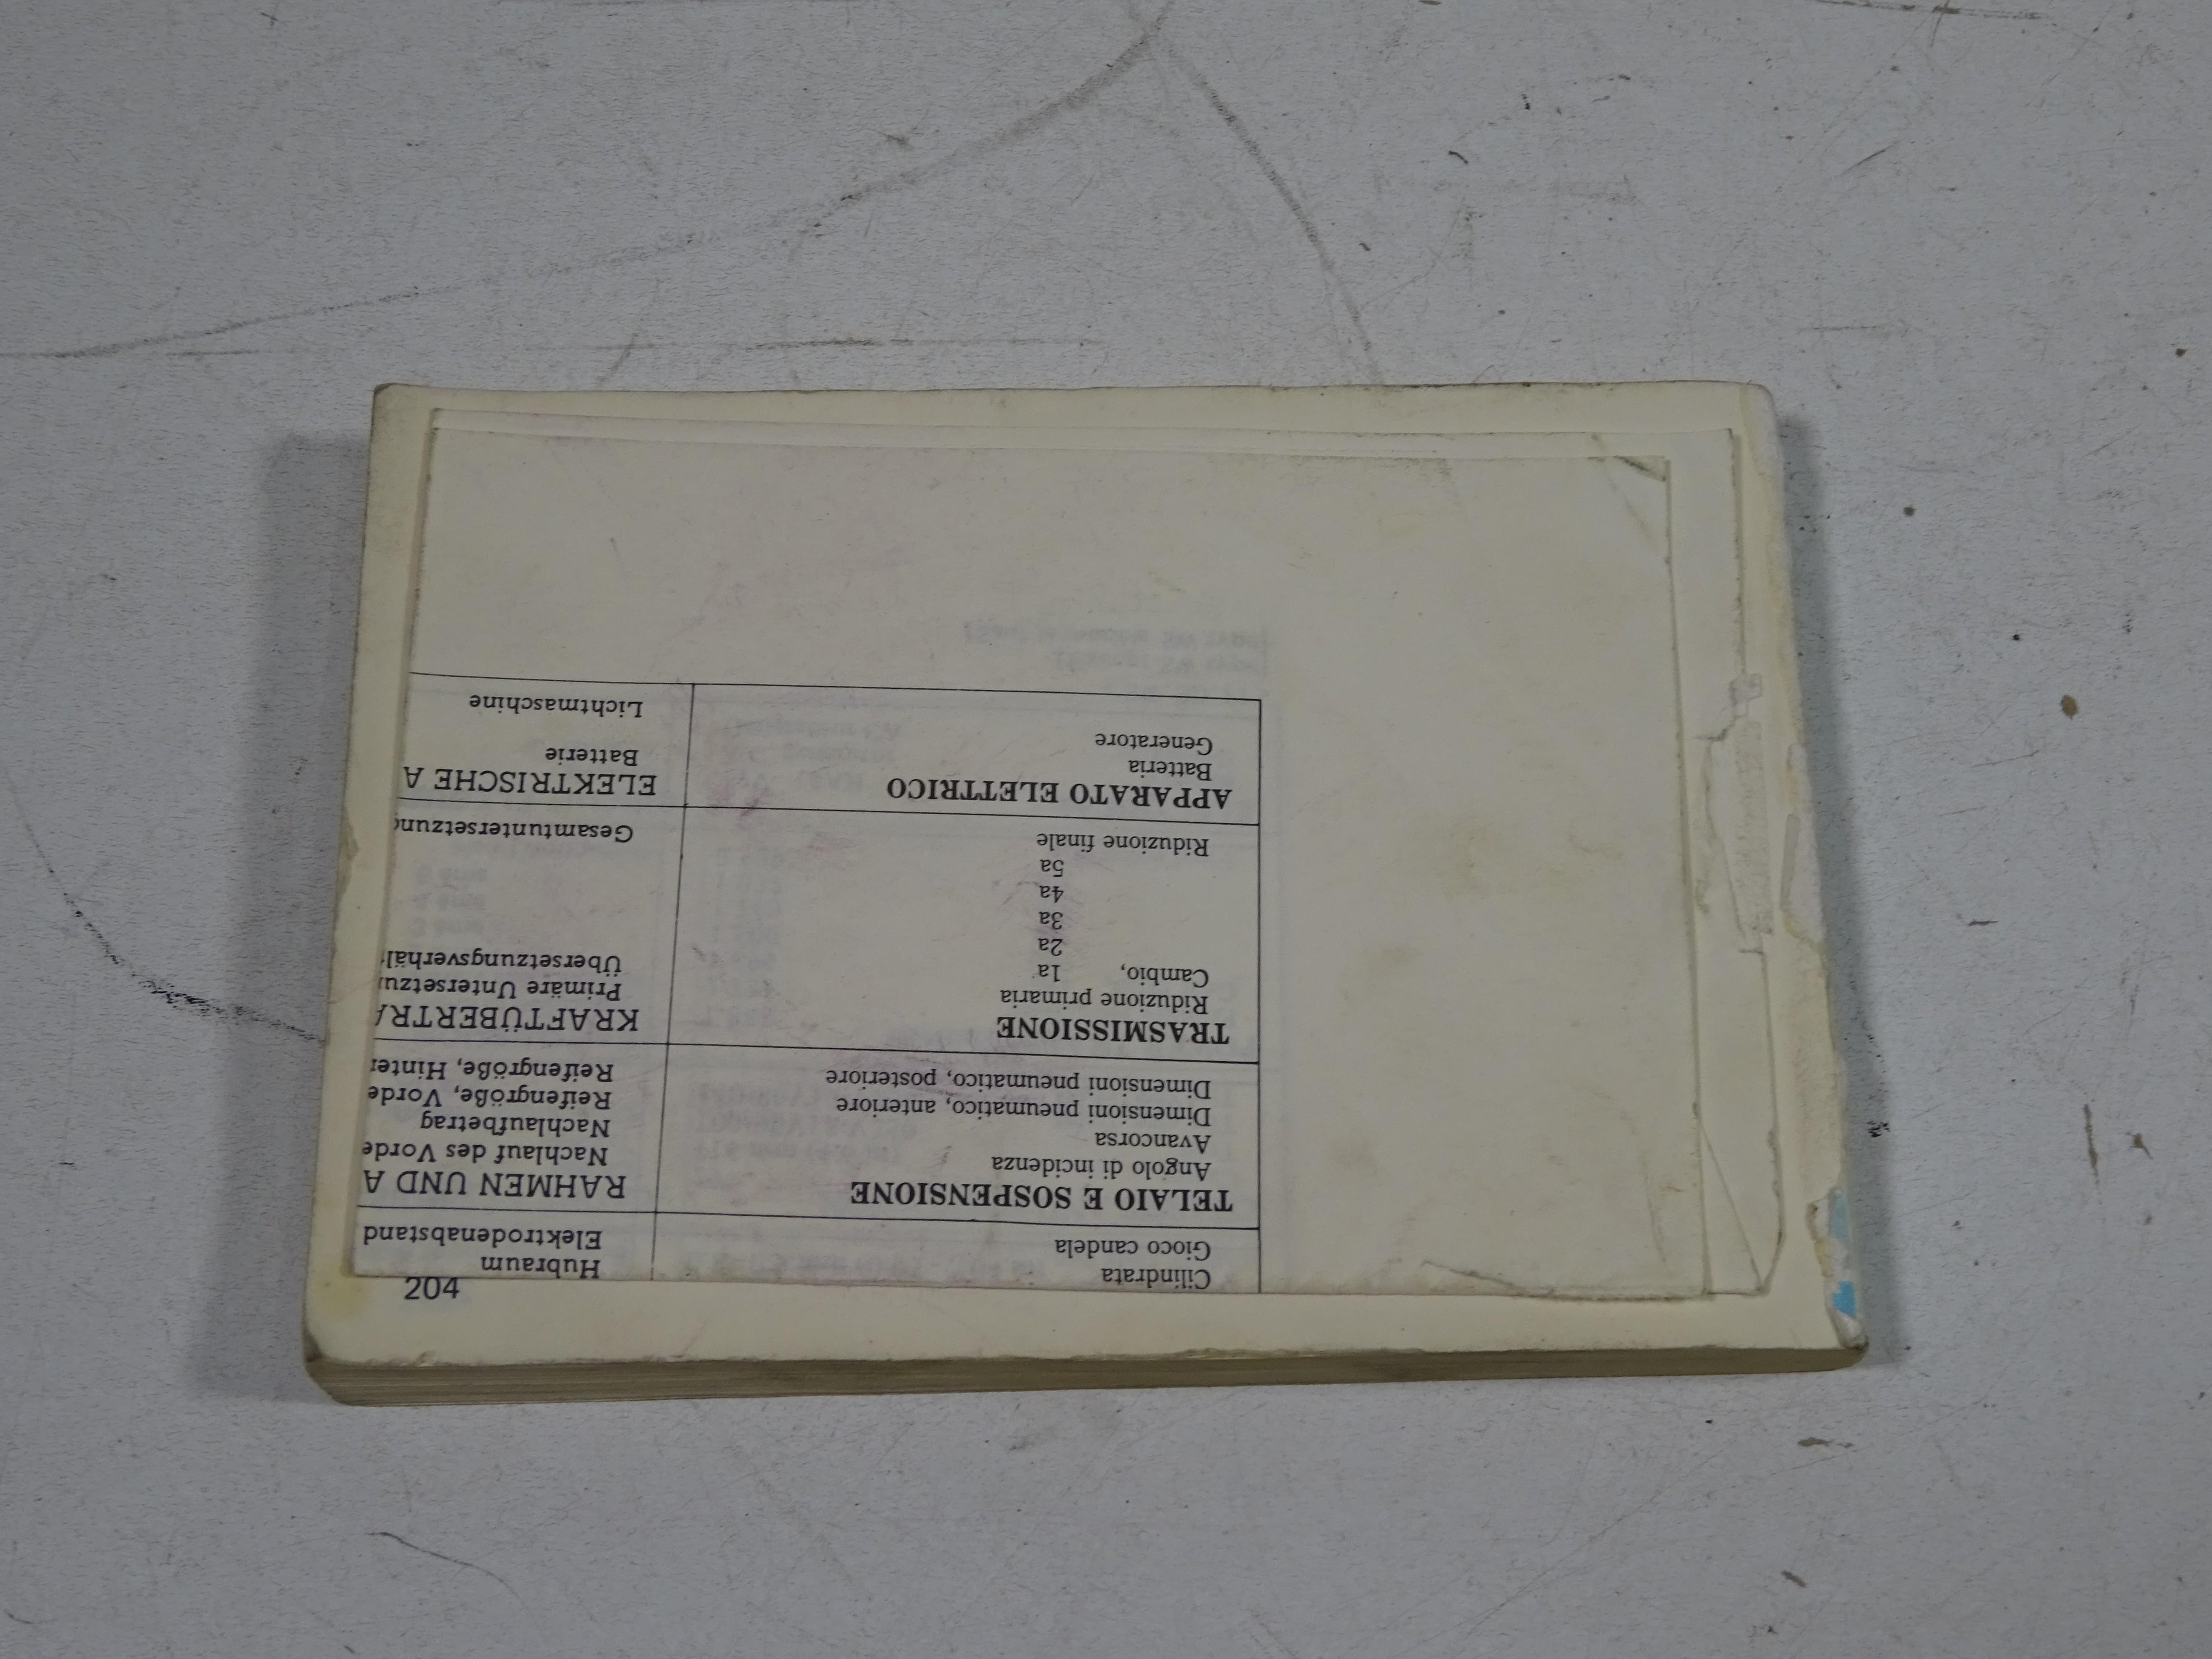 Cilindrata
Gioco candela
TELAIO E SOSPENSIONE
Angolo di incidenza
Avancorsa
Dimensioni pneumatico, anteriore
Dimensioni pneumatico, posteriore
TRASMISSIONE
Riduzione primaria
Cambio, 1a
2a
3a
4a
5a
Riduzione finale
APPARATO ELETTRICO
Batteria
Generatore
Hubraum
Elektrodenabstand
RAHMEN UND A
Nachlauf des Vorde
Nachlaufbetrag
Reifengröße, Vorde
Reifengröße, Hinter
KRAFTÜBERTRA
Primäre Untersetzu
Übersetzungsverhält
Gesamtuntersetzung
ELEKTRISCHE A
Batterie
Lichtmaschine
204